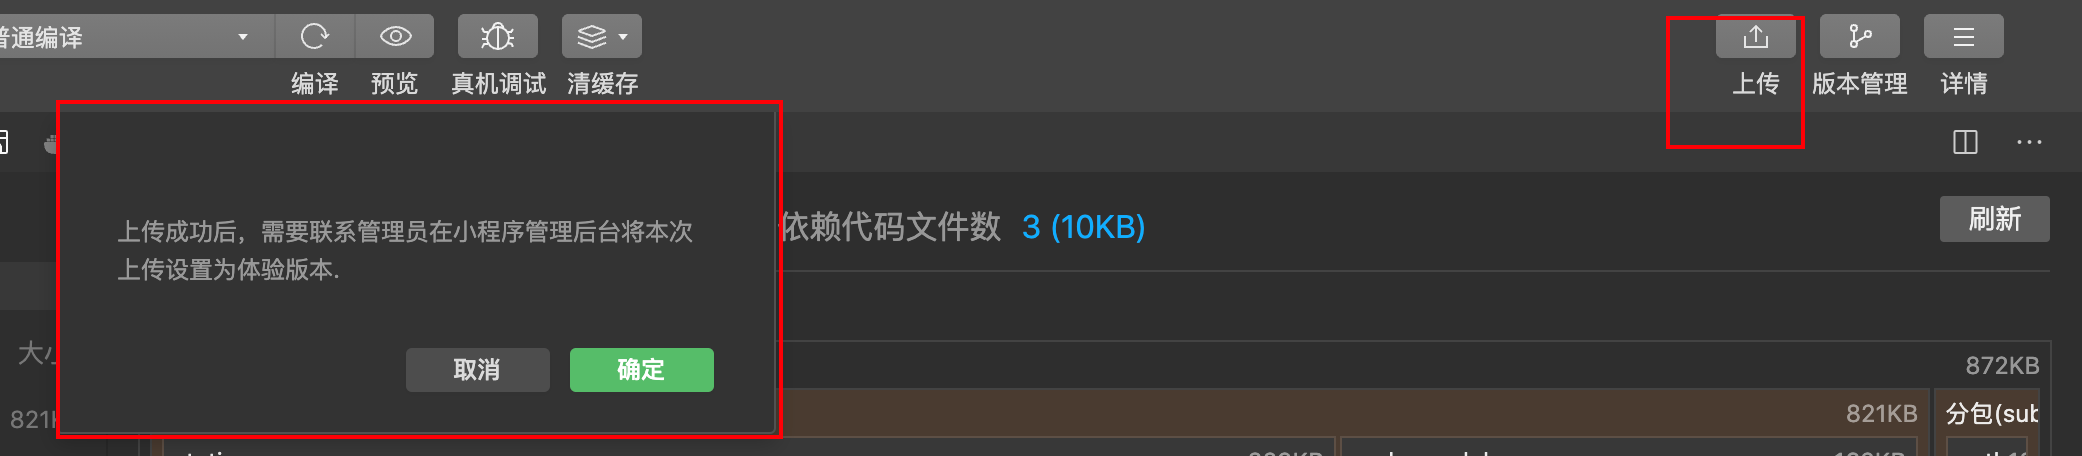 普通编译
编译
预览
真机调试
清缓存
上传
版本管理
详情
上传成功后，需要联系管理员在小程序管理后台将本次
上传设置为体验版本.
取消
确定
依赖代码文件数 3 (10KB)
刷新
大小
872KB
821K
821KB
分包(sub